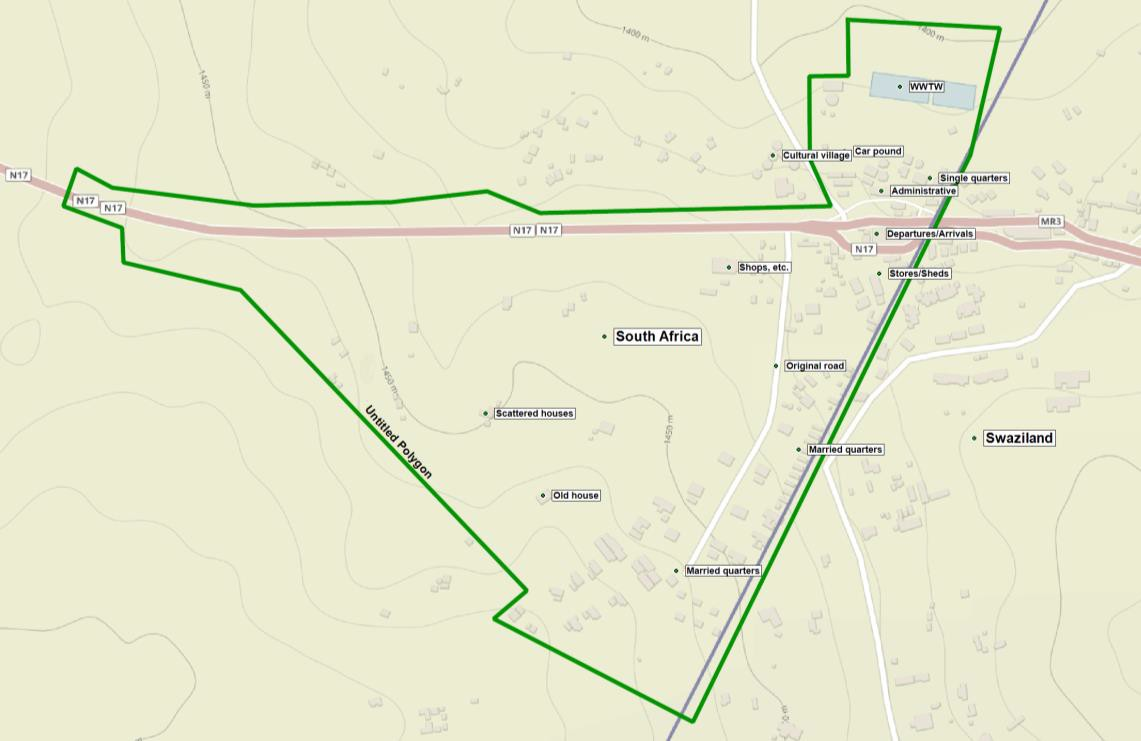 1400 m
1400 m
1450 m
WWTW
Cultural village
Car pound
Single quarters
Administrative
N17
N17
N17
N17
N17
MR3
Departures/Arrivals
N17
Shops, etc.
Stores/Sheds
South Africa
Original road
1450 m
Scattered houses
Untitled Polygon
1450 m
Swaziland
Married quarters
Old house
Married quarters